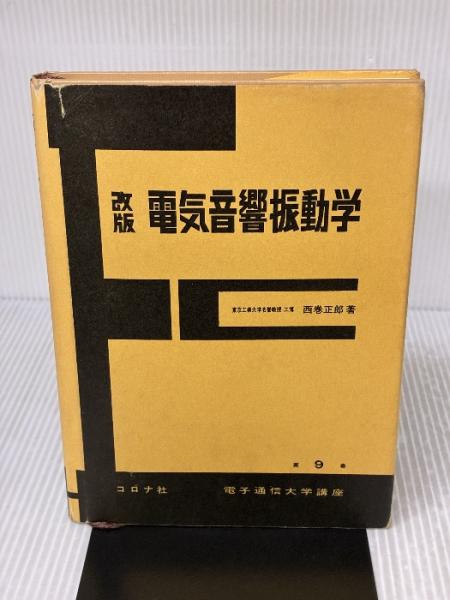 改版 電気音響振動学
東京工業大学名誉教授・工博 西巻正郎著
第9巻
コロナ社 電子通信大学講座